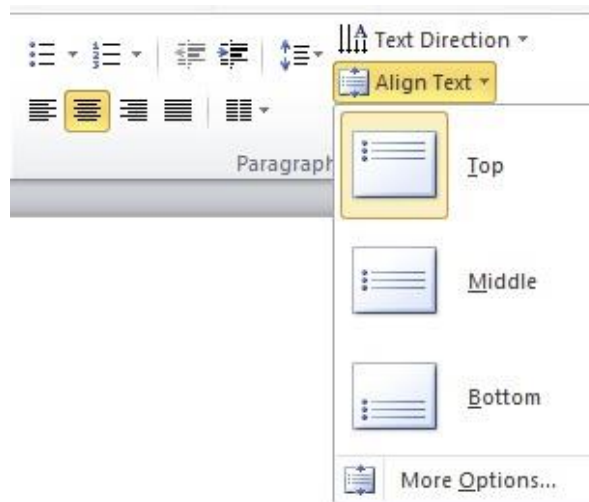 Text Direction
Align Text
Paragraph
Top
Middle
Bottom
More Options...